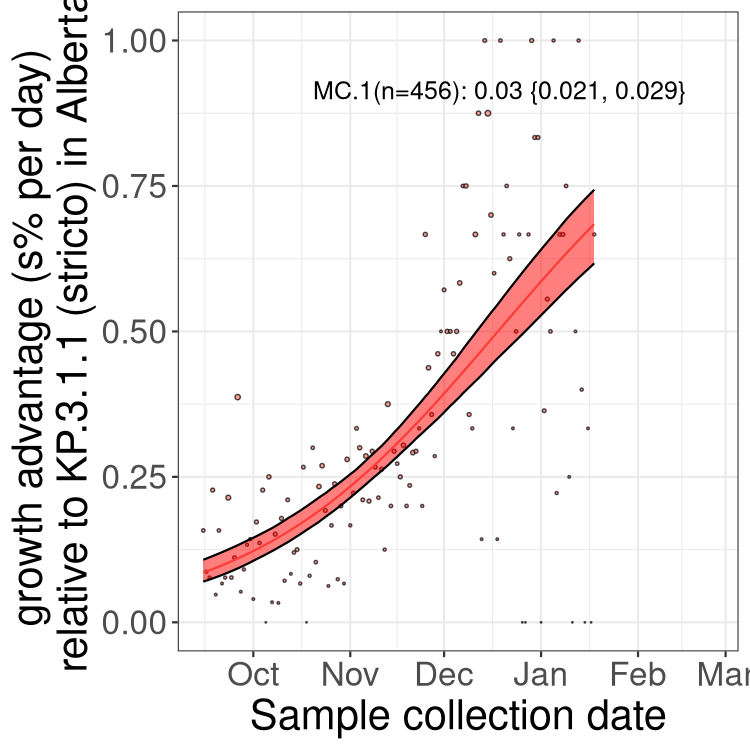 growth advantage (s% per day)
relative to KP.3.1.1 (stricto) in Alberta
1.00
0.75
0.50
0.25
0.00
MC.1(n=456): 0.03 {0.021, 0.029}
Oct Nov Dec Jan Feb Mar
Sample collection date